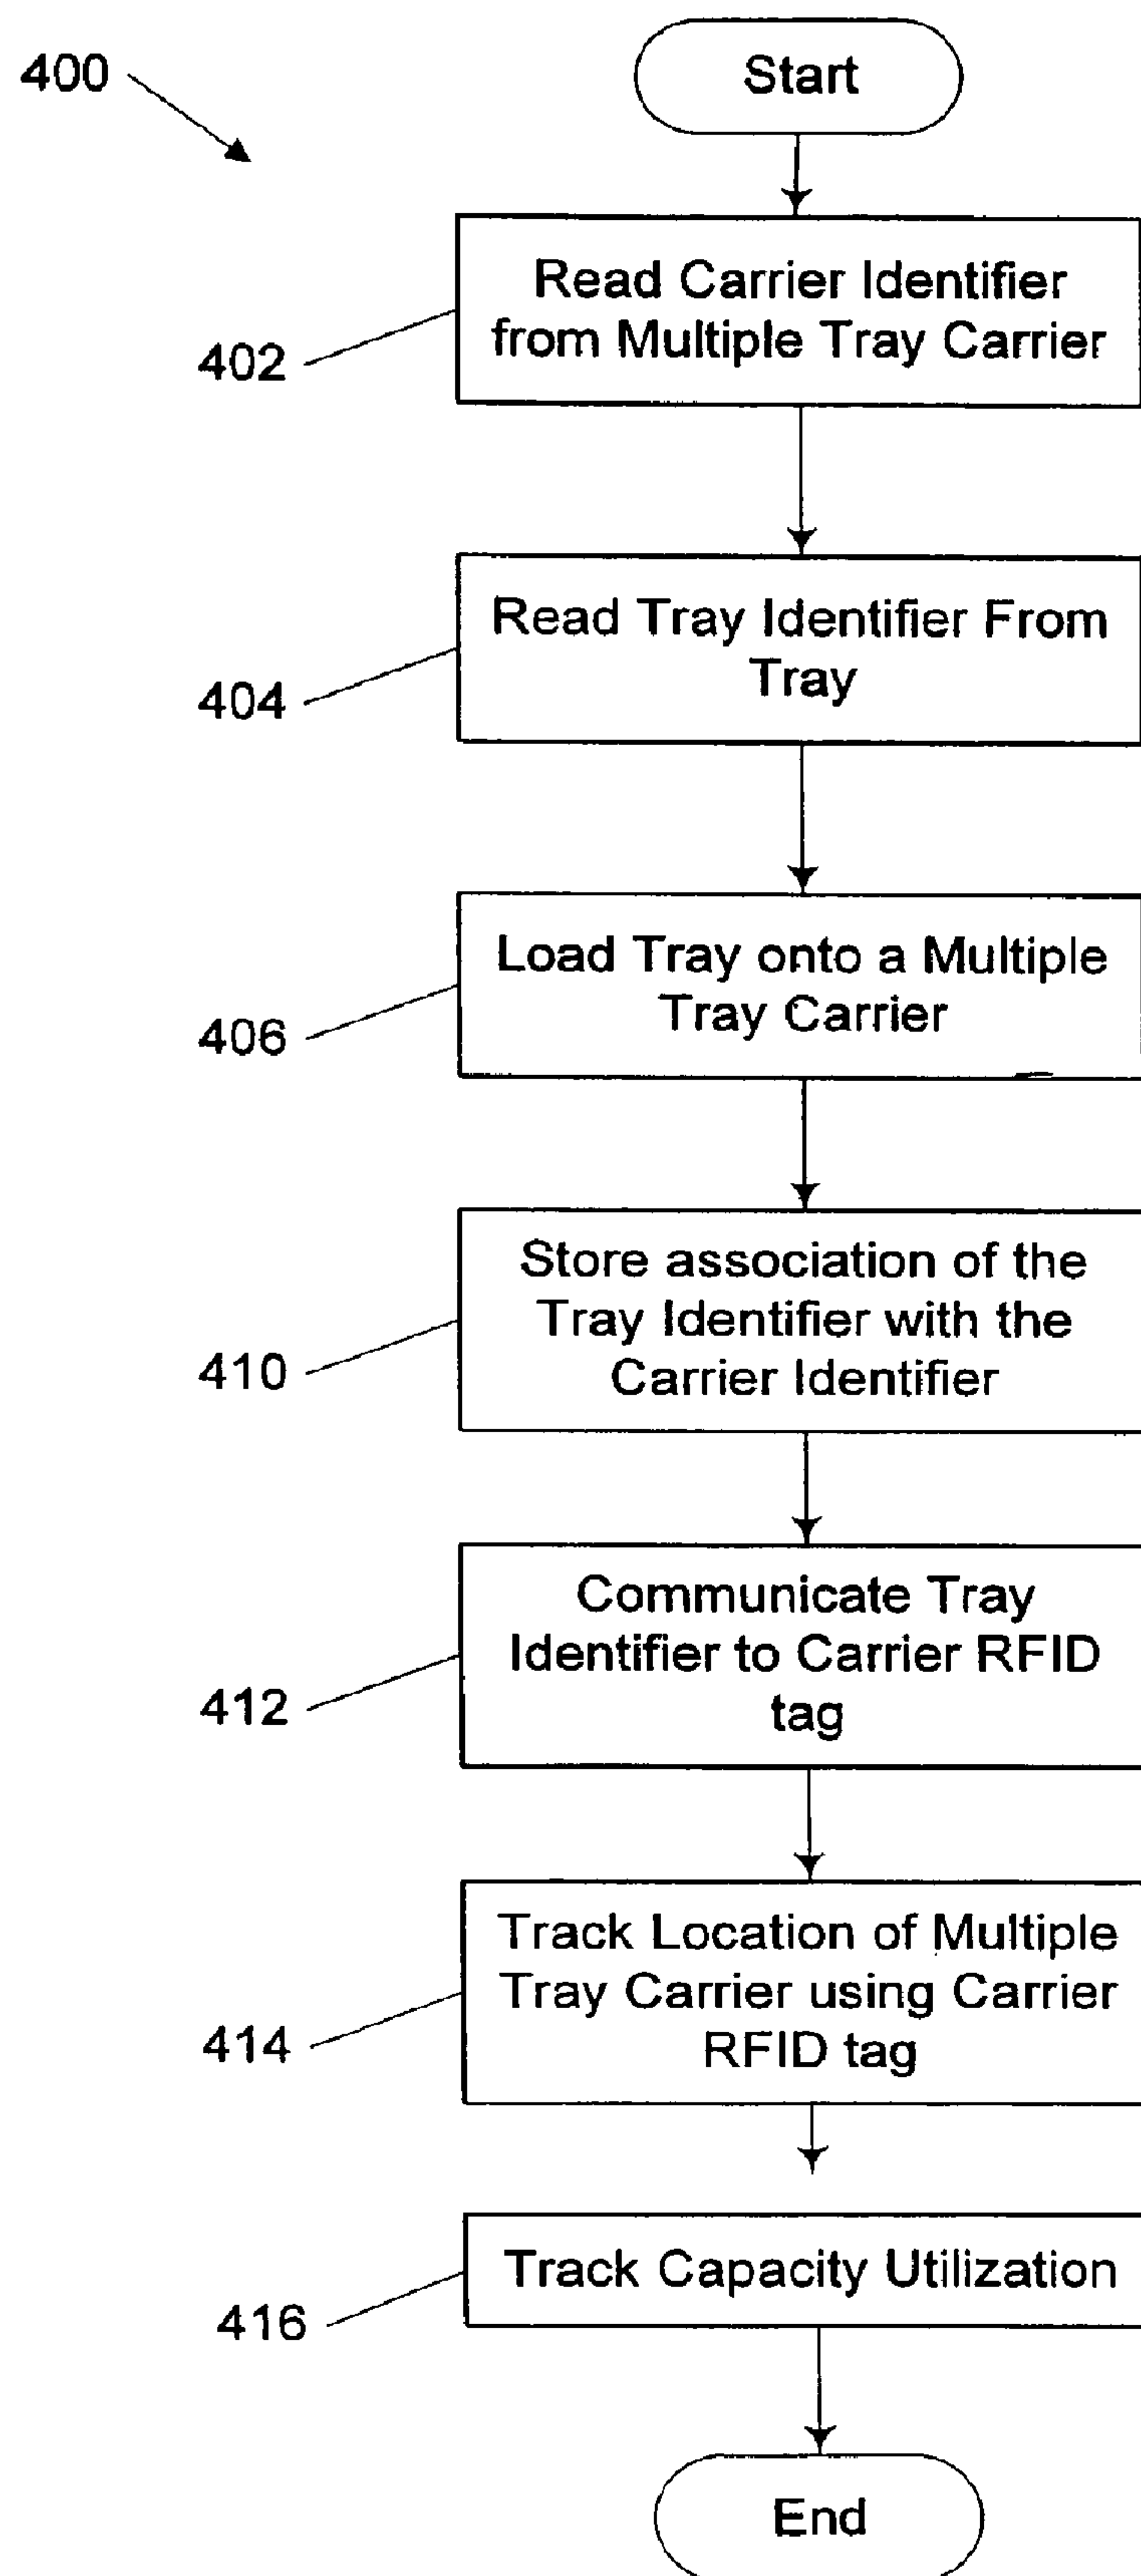 400
Start
Read Carrier Identifier
from Multiple Tray Carrier
402
Read Tray Identifier From
Tray
404
Load Tray onto a Multiple
Tray Carrier
406
Store association of the
Tray Identifier with the
Carrier Identifier
410
Communicate Tray
Identifier to Carrier RFID
tag
412
Track Location of Multiple
Tray Carrier using Carrier
RFID tag
414
Track Capacity Utilization
416
End